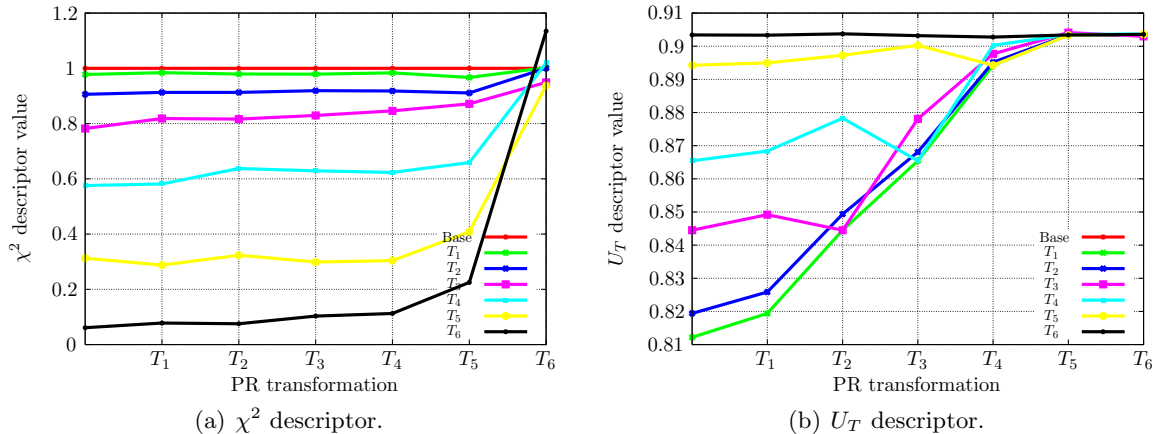 1.2
1
0.8
0.6
0.4
0.2
0
χ² descriptor value
Base
T₁
T₂
T₃
T₄
T₅
T₆
T₁ T₂ T₃ T₄ T₅ T₆
PR transformation
(a) χ² descriptor.
0.91
0.9
0.89
0.88
0.87
0.86
0.85
0.84
0.83
0.82
0.81
U_T descriptor value
Base
T₁
T₂
T₃
T₄
T₅
T₆
T₁ T₂ T₃ T₄ T₅ T₆
PR transformation
(b) U_T descriptor.